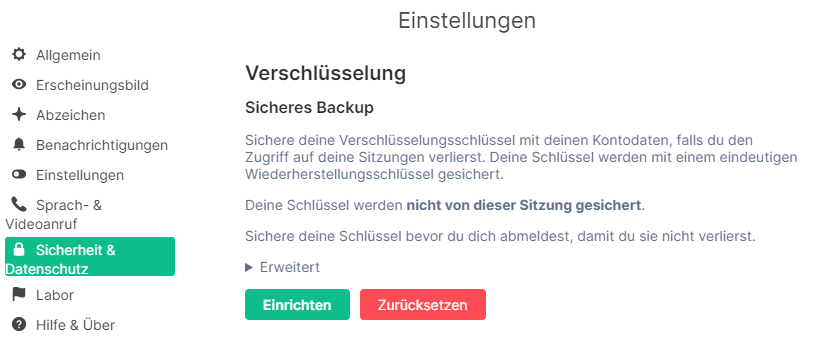 Einstellungen
Allgemein
Erscheinungsbild
Abzeichen
Benachrichtigungen
Einstellungen
Sprach- &
Videoanruf
Sicherheit &
Datenschutz
Labor
Hilfe & Über
Verschlüsselung
Sicheres Backup
Sichere deine Verschlüsselungsschlüssel mit deinen Kontodaten, falls du den
Zugriff auf deine Sitzungen verlierst. Deine Schlüssel werden mit einem eindeutigen
Wiederherstellungsschlüssel gesichert.
Deine Schlüssel werden nicht von dieser Sitzung gesichert.
Sichere deine Schlüssel bevor du dich abmeldest, damit du sie nicht verlierst.
Erweitert
Einrichten
Zurücksetzen